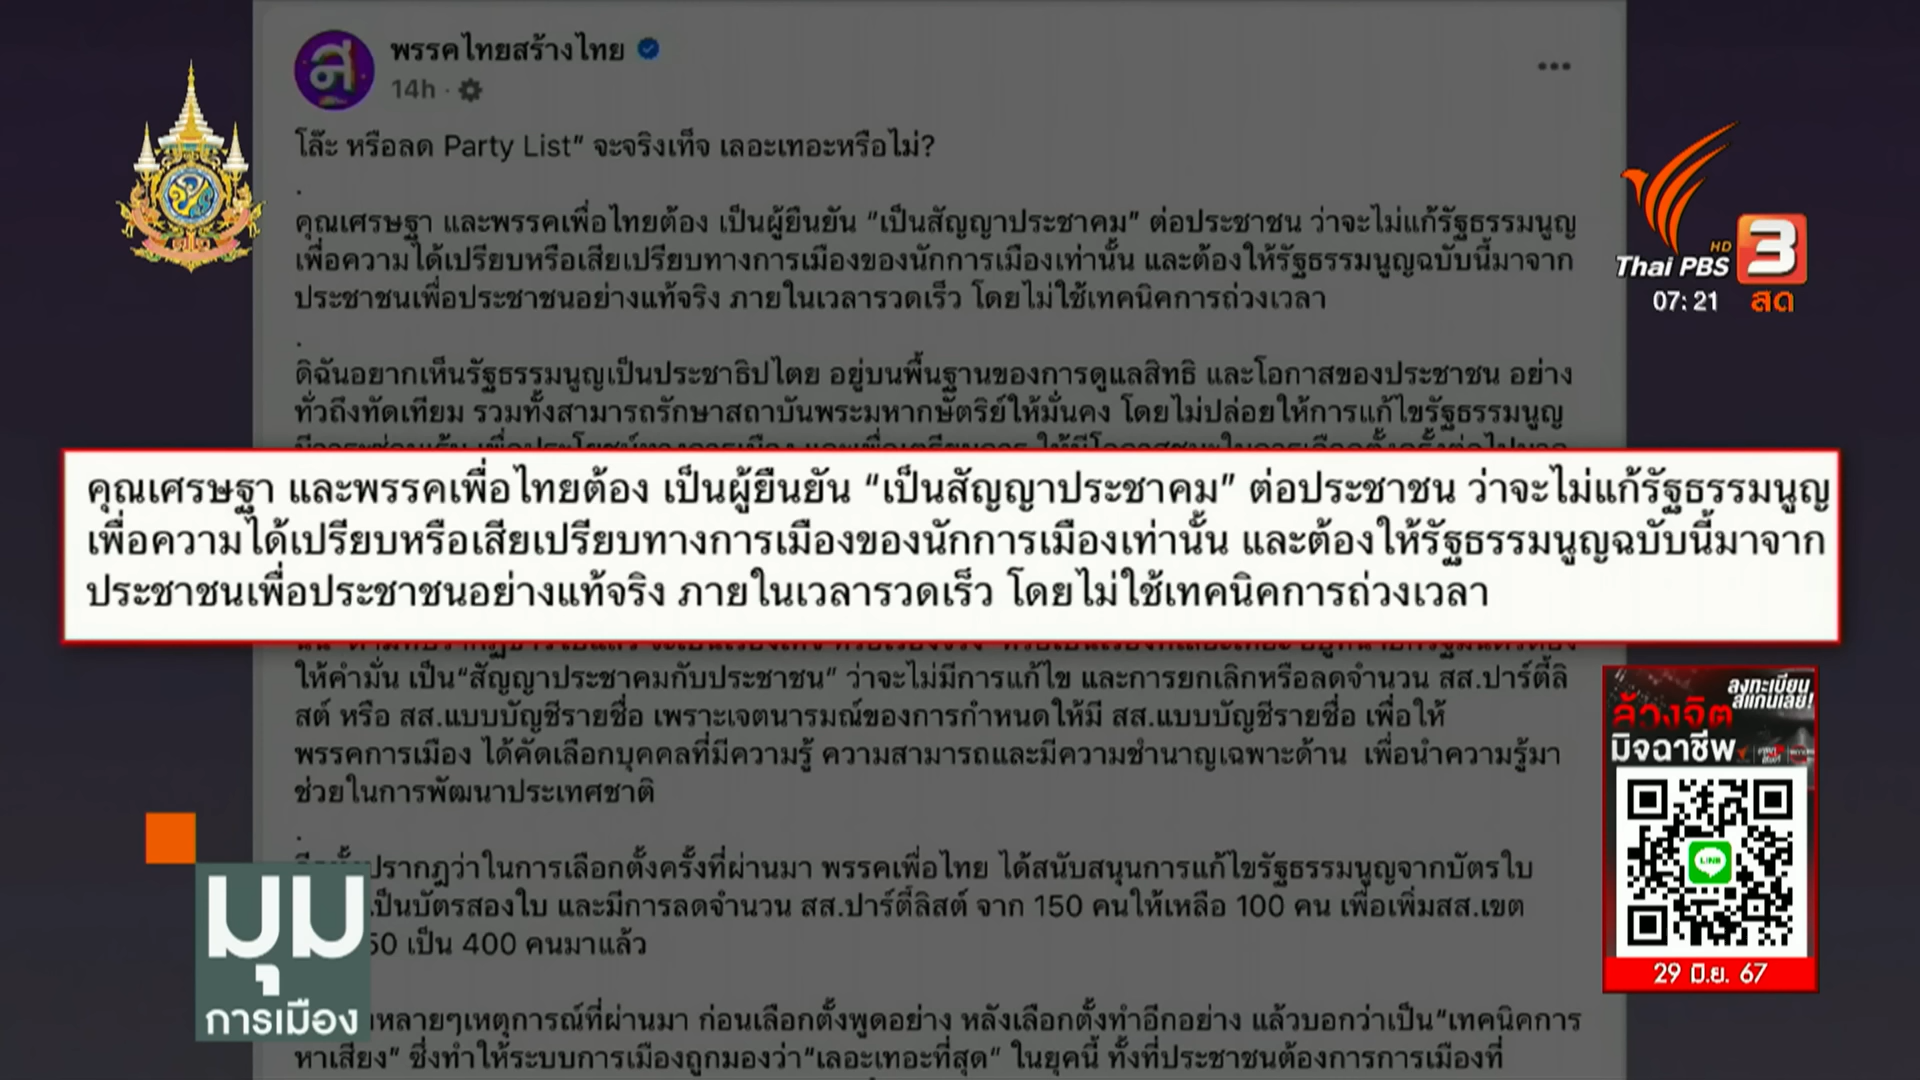 พรรคไทยสร้างไทย
14h ·
โล๊ะ หรือลด Party List” จะจริงเท็จ เลอะเทอะหรือไม่?
.
คุณเศรษฐา และพรรคเพื่อไทยต้อง เป็นผู้ยืนยัน “เป็นสัญญาประชาคม” ต่อประชาชน ว่าจะไม่แก้รัฐธรรมนูญ
เพื่อความได้เปรียบหรือเสียเปรียบทางการเมืองของนักการเมืองเท่านั้น และต้องให้รัฐธรรมนูญฉบับนี้มาจาก
ประชาชนเพื่อประชาชนอย่างแท้จริง ภายในเวลารวดเร็ว โดยไม่ใช้เทคนิคการถ่วงเวลา
.
ดิฉันอยากเห็นรัฐธรรมนูญเป็นประชาธิปไตย อยู่บนพื้นฐานของการดูแลสิทธิ และโอกาสของประชาชน อย่าง
ทั่วถึงทัดเทียม รวมทั้งสามารถรักษาสถาบันพระมหากษัตริย์ให้มั่นคง โดยไม่ปล่อยให้การแก้ไขรัฐธรรมนูญ
คุณเศรษฐา และพรรคเพื่อไทยต้อง เป็นผู้ยืนยัน “เป็นสัญญาประชาคม” ต่อประชาชน ว่าจะไม่แก้รัฐธรรมนูญ
เพื่อความได้เปรียบหรือเสียเปรียบทางการเมืองของนักการเมืองเท่านั้น และต้องให้รัฐธรรมนูญฉบับนี้มาจาก
ประชาชนเพื่อประชาชนอย่างแท้จริง ภายในเวลารวดเร็ว โดยไม่ใช้เทคนิคการถ่วงเวลา
ให้คำมั่น เป็น“สัญญาประชาคมกับประชาชน” ว่าจะไม่มีการแก้ไข และการยกเลิกหรือลดจำนวน สส.ปาร์ตี้ลิ
สต์ หรือ สส.แบบบัญชีรายชื่อ เพราะเจตนารมณ์ของการกำหนดให้มี สส.แบบบัญชีรายชื่อ เพื่อให้
พรรคการเมือง ได้คัดเลือกบุคคลที่มีความรู้ ความสามารถและมีความชำนาญเฉพาะด้าน เพื่อนำความรู้มา
ช่วยในการพัฒนาประเทศชาติ
.
ปรากฎว่าในการเลือกตั้งครั้งที่ผ่านมา พรรคเพื่อไทย ได้สนับสนุนการแก้ไขรัฐธรรมนูญจากบัตรใบ
เป็นบัตรสองใบ และมีการลดจำนวน สส.ปาร์ตี้ลิสต์ จาก 150 คนให้เหลือ 100 คน เพื่อเพิ่มสส.เขต
50 เป็น 400 คนมาแล้ว
หลายๆเหตุการณ์ที่ผ่านมา ก่อนเลือกตั้งพูดอย่าง หลังเลือกตั้งทำอีกอย่าง แล้วบอกว่าเป็น“เทคนิคการ
หาเสียง” ซึ่งทำให้ระบบการเมืองถูกมองว่า“เลอะเทอะที่สุด” ในยุคนี้ ทั้งที่ประชาชนต้องการการเมืองที่
มุม
การเมือง
HD
Thai PBS 3
07:21 สด
ลงทะเบียน
สแกนเลย!
ล้วงจิต
มิจฉาชีพ
LINE
29 มิ.ย. 67